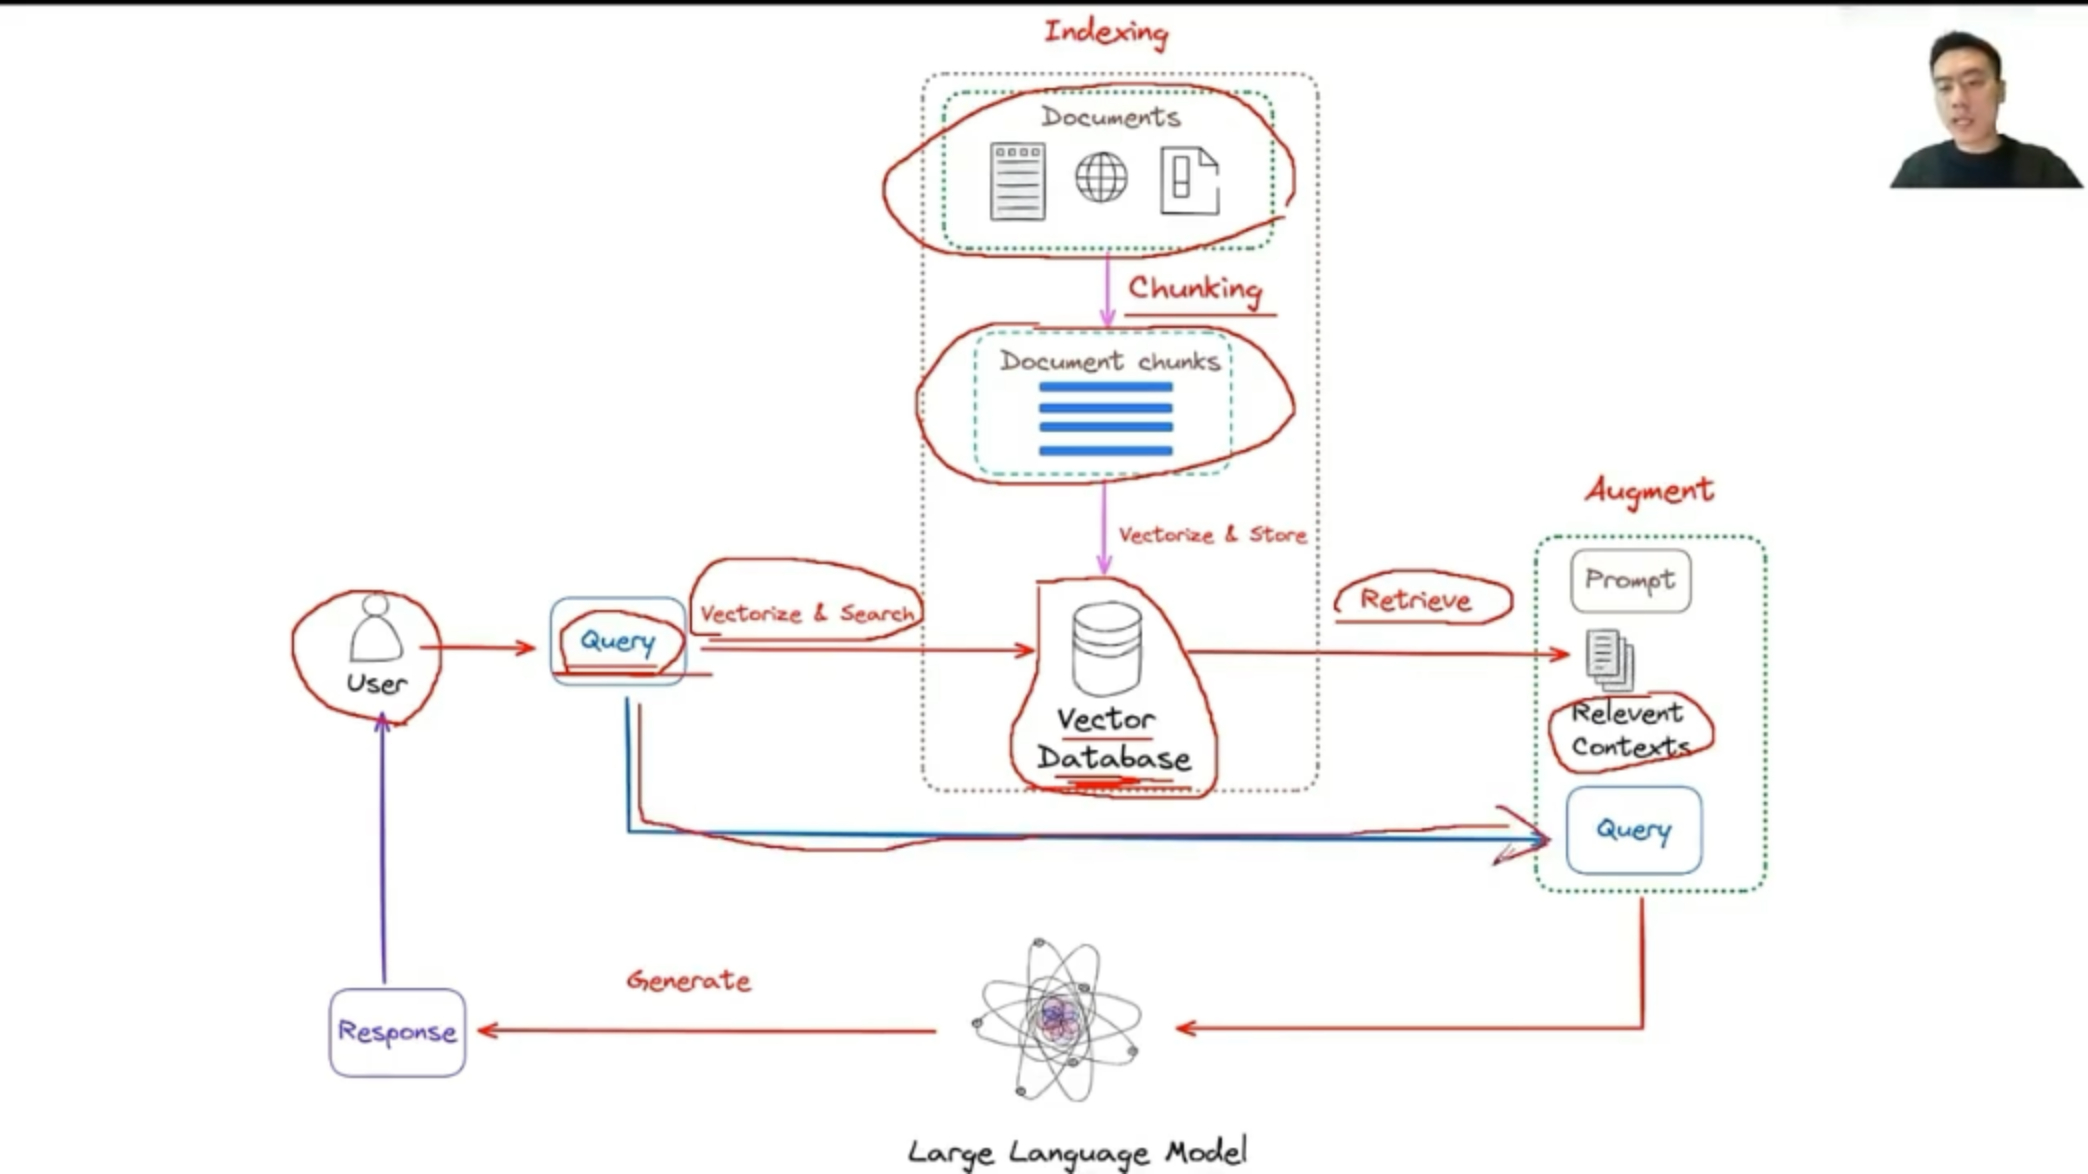 Indexing
Documents
Chunking
Document chunks
Vectorize & Store
Augment
Prompt
User
Query
Vectorize & Search
Vector
Database
Retrieve
Relevent
Contexts
Query
Generate
Response
Large Language Model